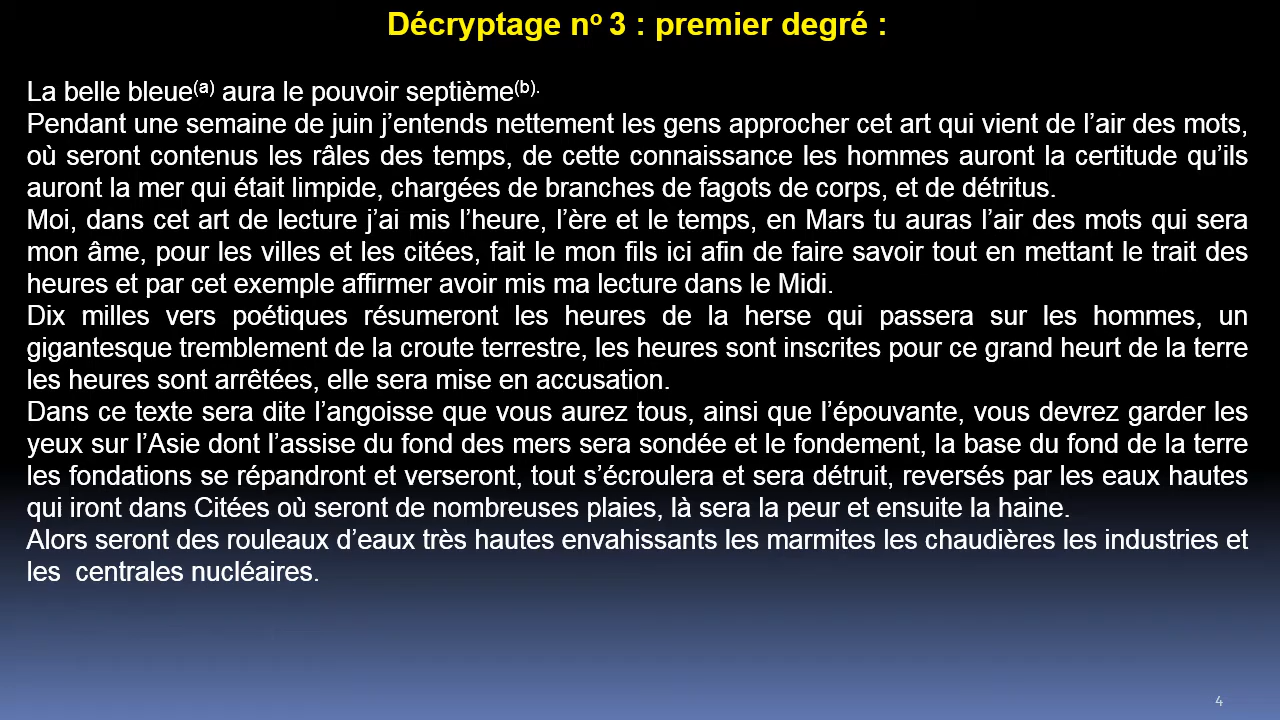 Décryptage nº 3 : premier degré :
La belle bleue(a) aura le pouvoir septième(b).
Pendant une semaine de juin j’entends nettement les gens approcher cet art qui vient de l’air des mots,
où seront contenus les râles des temps, de cette connaissance les hommes auront la certitude qu’ils
auront la mer qui était limpide, chargées de branches de fagots de corps, et de détritus.
Moi, dans cet art de lecture j’ai mis l’heure, l’ère et le temps, en Mars tu auras l’air des mots qui sera
mon âme, pour les villes et les citées, fait le mon fils ici afin de faire savoir tout en mettant le trait des
heures et par cet exemple affirmer avoir mis ma lecture dans le Midi.
Dix milles vers poétiques résumeront les heures de la herse qui passera sur les hommes, un
gigantesque tremblement de la croute terrestre, les heures sont inscrites pour ce grand heurt de la terre
les heures sont arrêtées, elle sera mise en accusation.
Dans ce texte sera dite l’angoisse que vous aurez tous, ainsi que l’épouvante, vous devrez garder les
yeux sur l’Asie dont l’assise du fond des mers sera sondée et le fondement, la base du fond de la terre
les fondations se répandront et verseront, tout s’écroulera et sera détruit, reversés par les eaux hautes
qui iront dans Citées où seront de nombreuses plaies, là sera la peur et ensuite la haine.
Alors seront des rouleaux d’eaux très hautes envahissants les marmites les chaudières les industries et
les  centrales nucléaires.
4